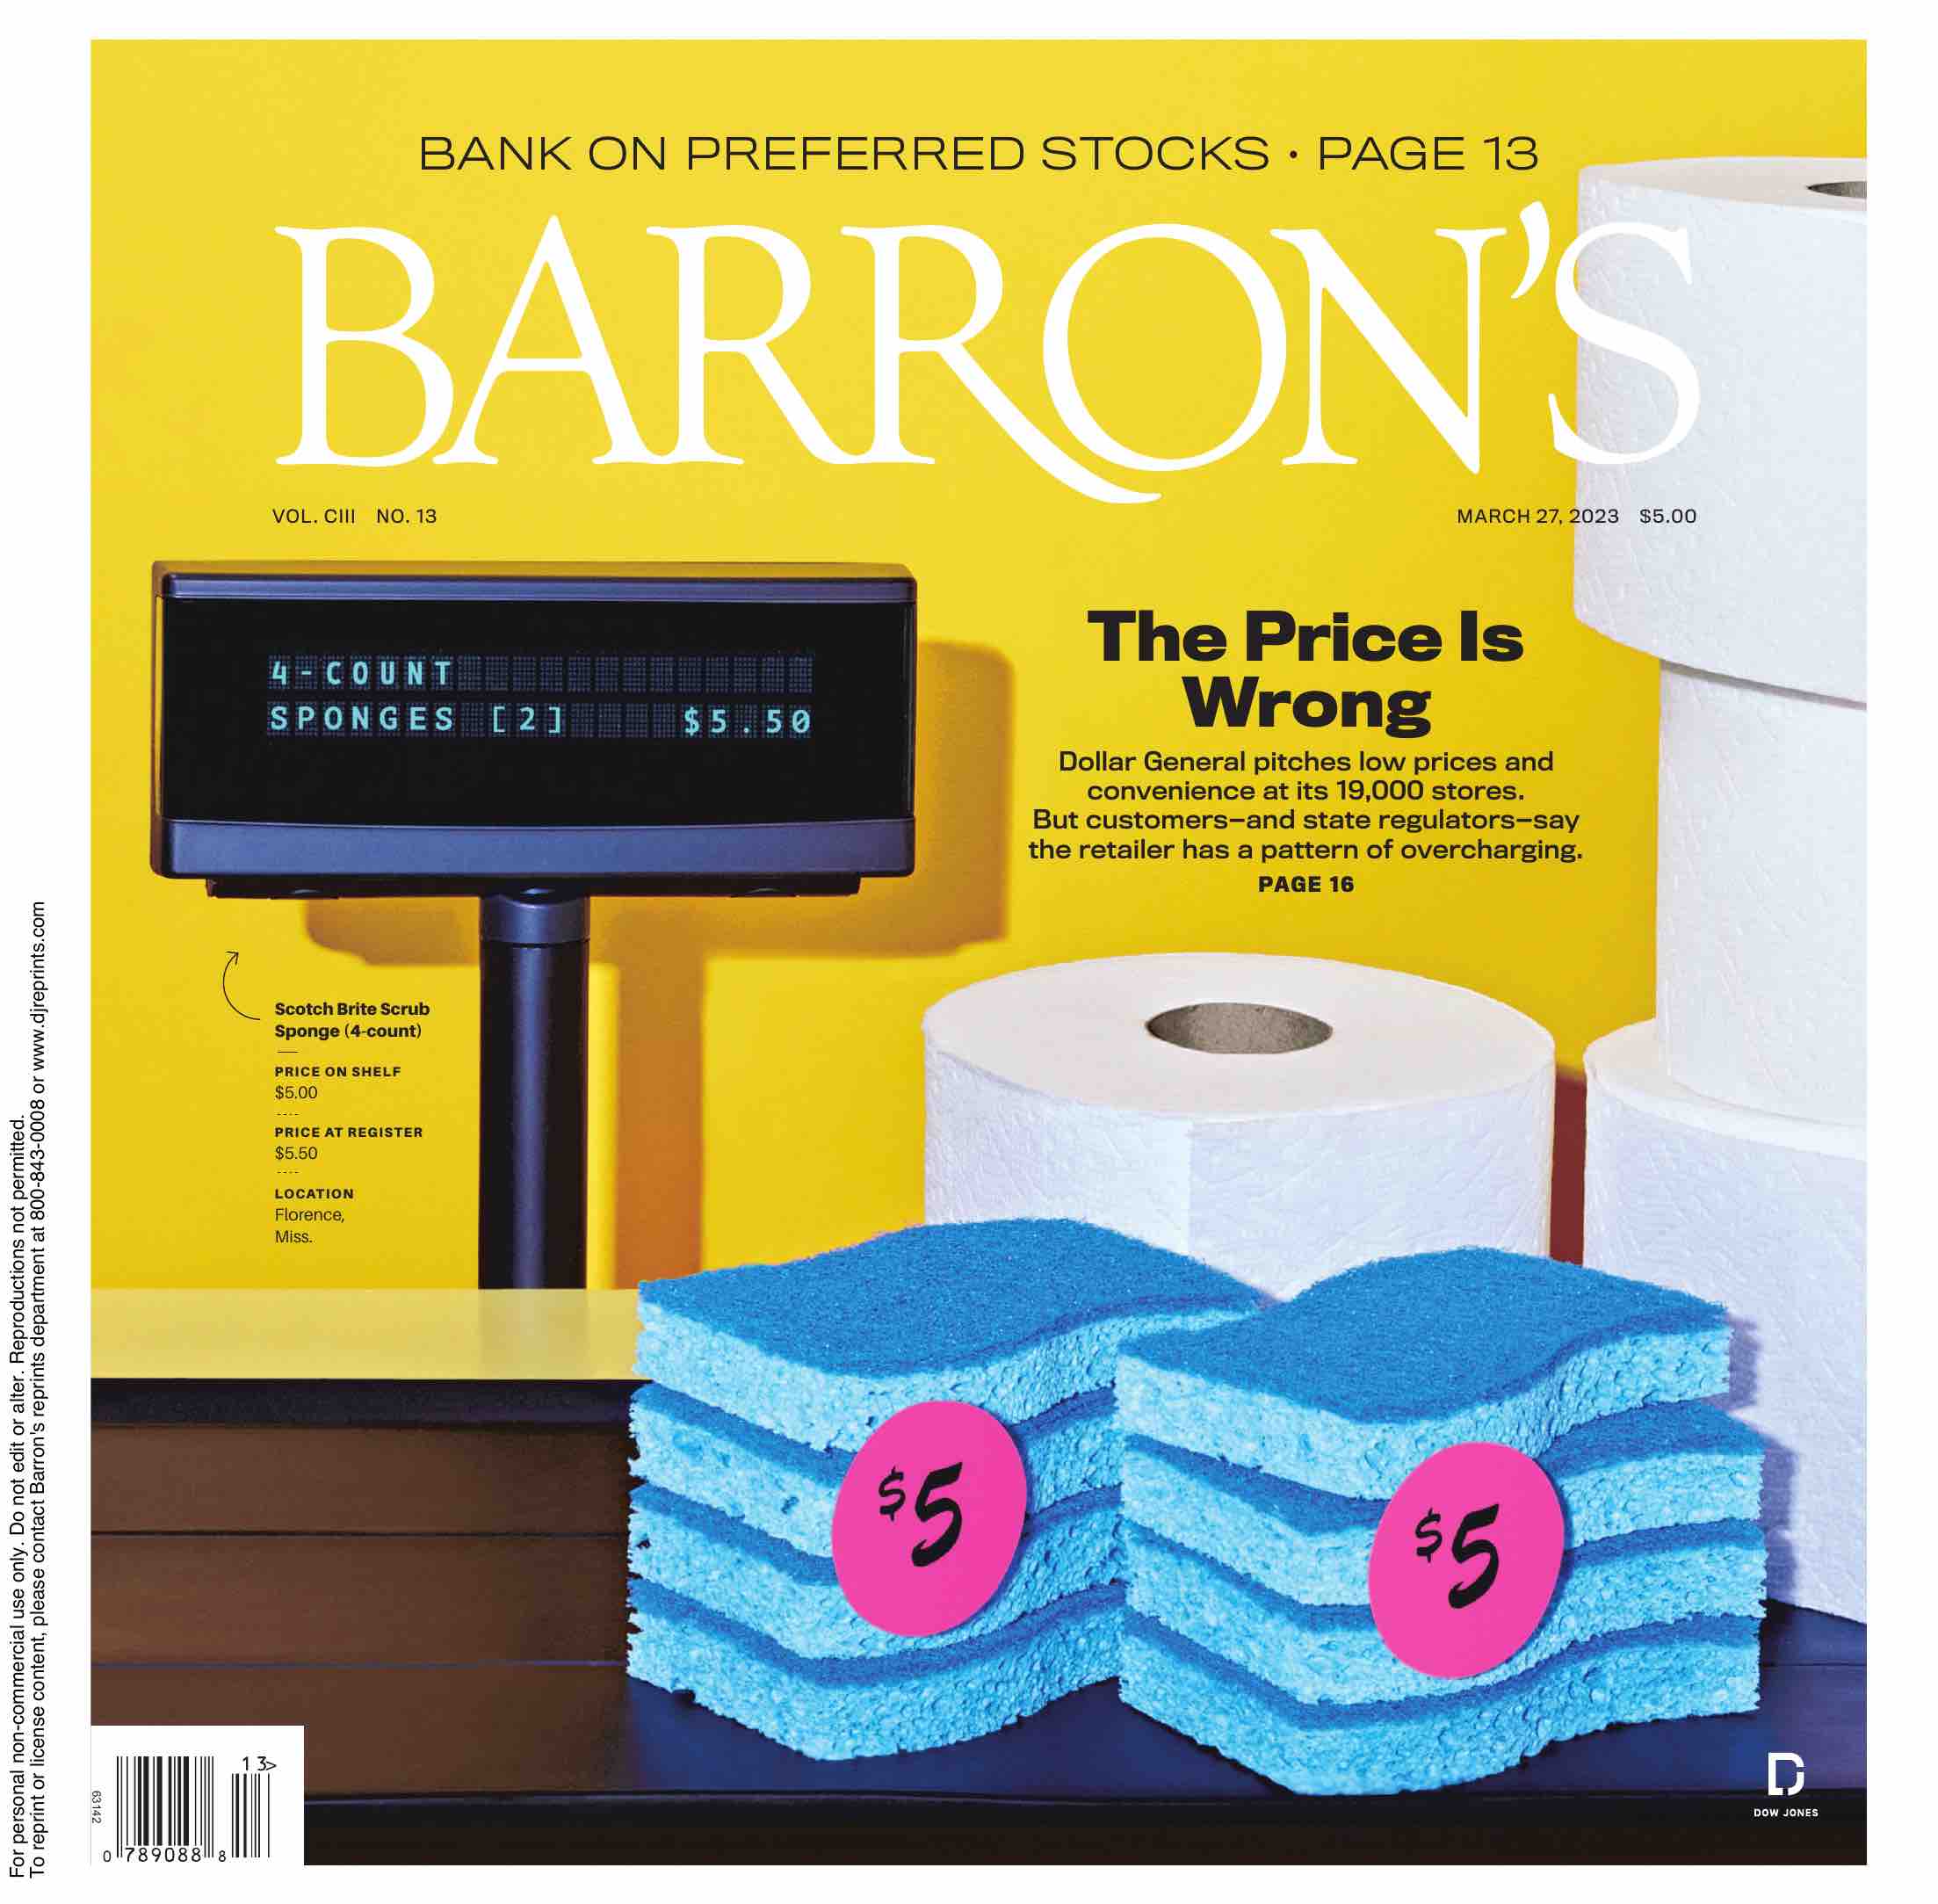 BANK ON PREFERRED STOCKS • PAGE 13
BARRON'S
VOL. CIII NO. 13
MARCH 27, 2023 $5.00
4-COUNT
SPONGES [2] $5.50
The Price Is
Wrong
Dollar General pitches low prices and
convenience at its 19,000 stores.
But customers—and state regulators—say
the retailer has a pattern of overcharging.
PAGE 16
Scotch Brite Scrub
Sponge (4-count)
PRICE ON SHELF
$5.00
PRICE AT REGISTER
$5.50
LOCATION
Florence,
Miss.
$5
$5
13>
63142
0 789088 8
DOW JONES
For personal non-commercial use only. Do not edit or alter. Reproductions not permitted.
To reprint or license content, please contact Barron's reprints department at 800-843-0008 or www.djreprints.com